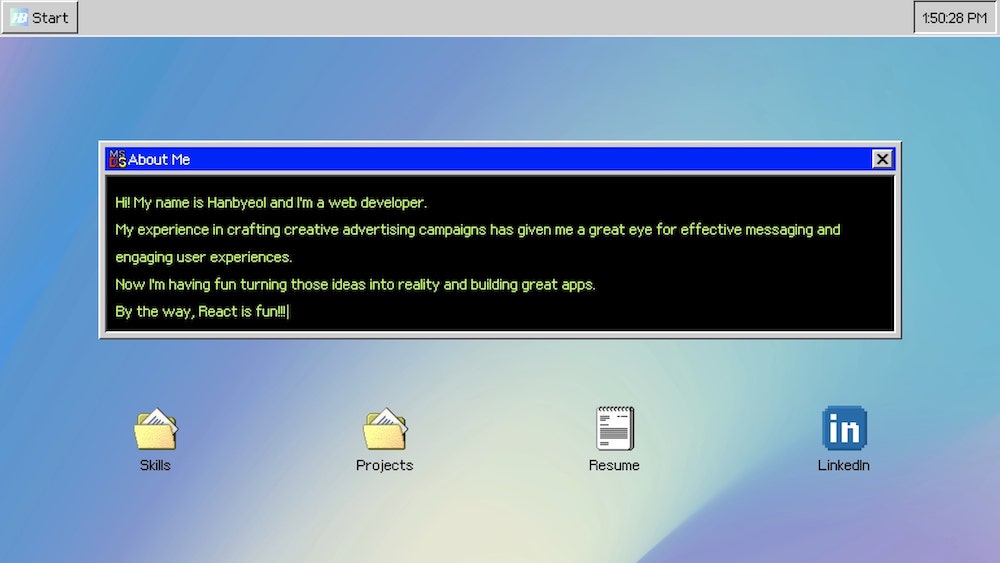 Start
1:50:28 PM
About Me
Hi! My name is Hanbyeol and I'm a web developer.
My experience in crafting creative advertising campaigns has given me a great eye for effective messaging and
engaging user experiences.
Now I'm having fun turning those ideas into reality and building great apps.
By the way, React is fun!!!
Skills
Projects
Resume
in
LinkedIn